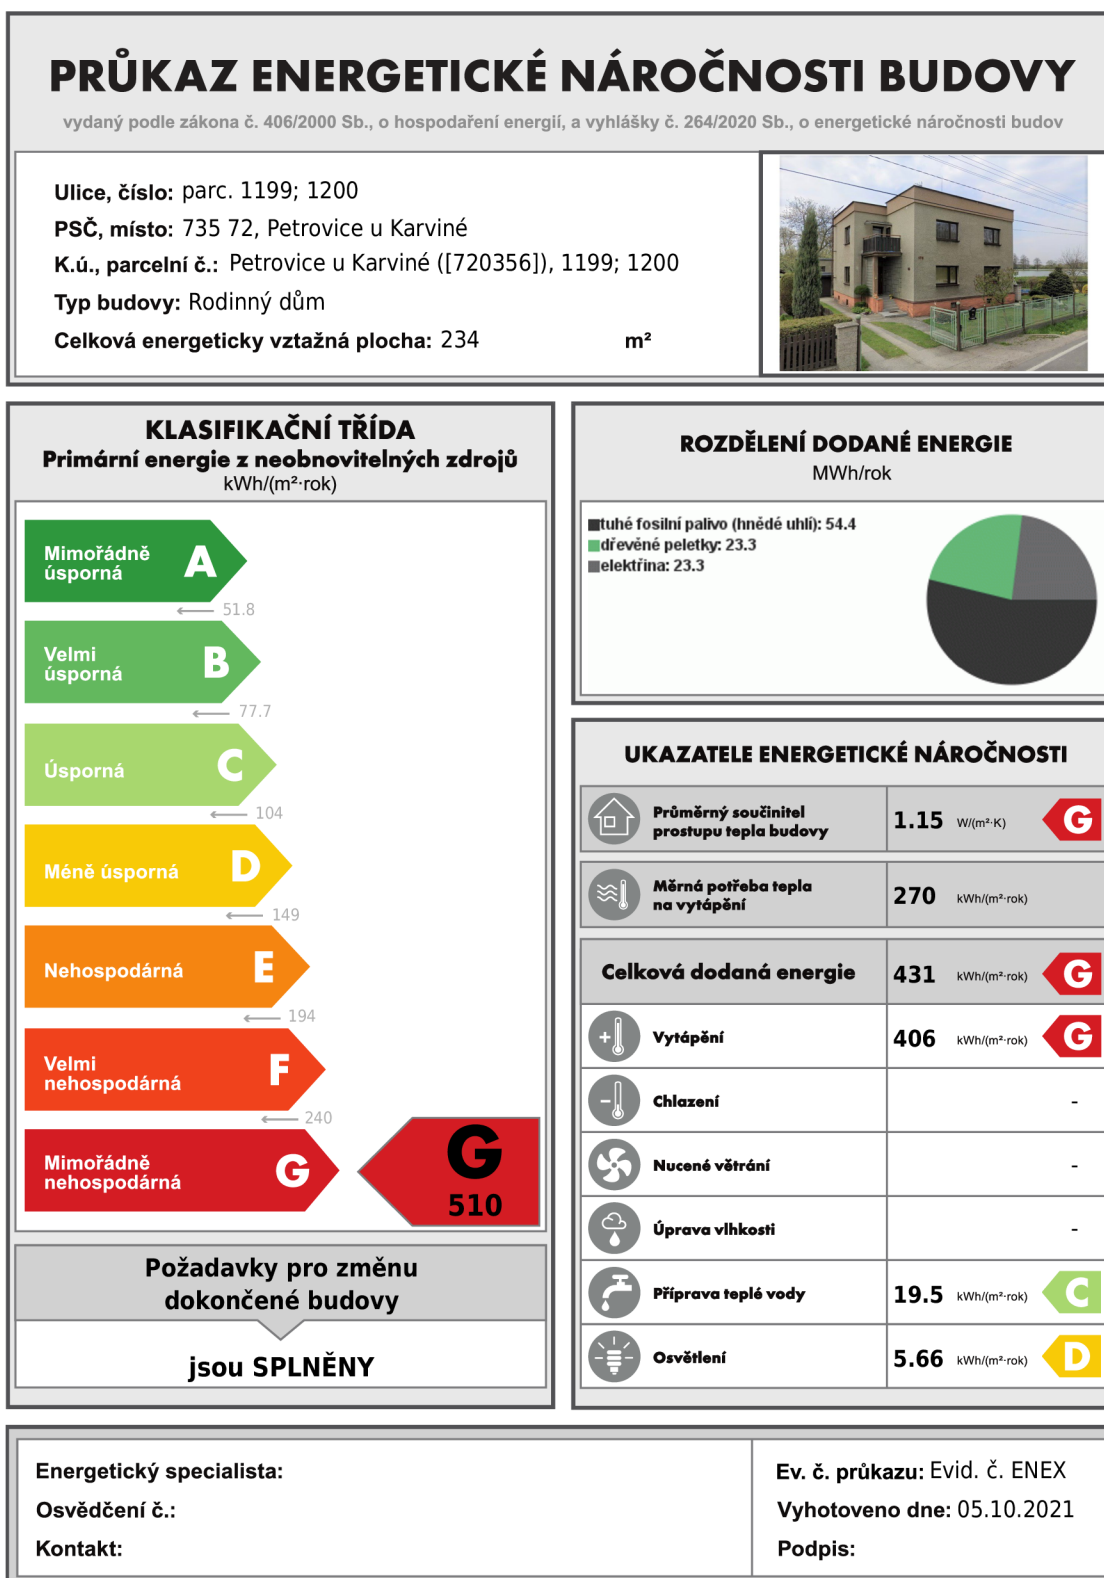 PRŮKAZ ENERGETICKÉ NÁROČNOSTI BUDOVY
vydaný podle zákona č. 406/2000 Sb., o hospodaření energií, a vyhlášky č. 264/2020 Sb., o energetické náročnosti budov
Ulice, číslo: parc. 1199; 1200
PSČ, místo: 735 72, Petrovice u Karviné
K.ú., parcelní č.: Petrovice u Karviné ([720356]), 1199; 1200
Typ budovy: Rodinný dům
Celková energeticky vztažná plocha: 234 m²
KLASIFIKAČNÍ TŘÍDA
Primární energie z neobnovitelných zdrojů
kWh/(m²·rok)
Mimořádně
úsporná
A
51.8
Velmi
úsporná
B
77.7
Úsporná
C
104
Méně úsporná
D
149
Nehospodárná
E
194
Velmi
nehospodárná
F
240
Mimořádně
nehospodárná
G
G
510
Požadavky pro změnu
dokončené budovy
jsou SPLNĚNY
ROZDĚLENÍ DODANÉ ENERGIE
MWh/rok
tuhé fosilní palivo (hnědé uhlí): 54.4
dřevěné peletky: 23.3
elektřina: 23.3
UKAZATELE ENERGETICKÉ NÁROČNOSTI
Průměrný součinitel
prostupu tepla budovy
1.15 W/(m²·K) G
Měrná potřeba tepla
na vytápění
270 kWh/(m²·rok)
Celková dodaná energie 431 kWh/(m²·rok) G
Vytápění 406 kWh/(m²·rok) G
Chlazení -
Nucené větrání -
Úprava vlhkosti -
Příprava teplé vody 19.5 kWh/(m²·rok) C
Osvětlení 5.66 kWh/(m²·rok) D
Energetický specialista:
Osvědčení č.:
Kontakt:
Ev. č. průkazu: Evid. č. ENEX
Vyhotoveno dne: 05.10.2021
Podpis: